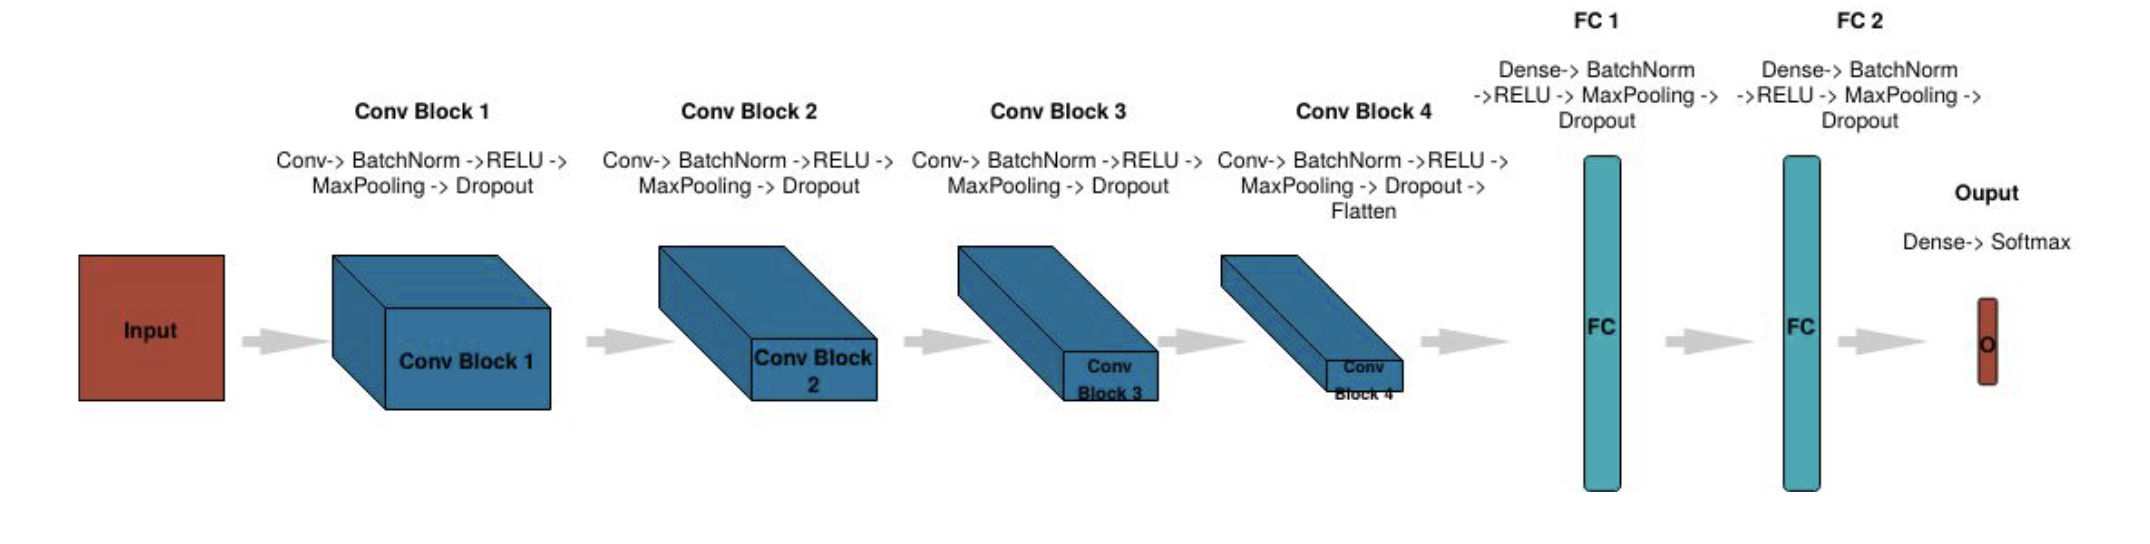 FC 1
FC 2
Dense-> BatchNorm
->RELU -> MaxPooling ->
Dropout
Dense-> BatchNorm
->RELU -> MaxPooling ->
Dropout
Conv Block 1
Conv-> BatchNorm ->RELU ->
MaxPooling -> Dropout
Conv Block 2
Conv-> BatchNorm ->RELU ->
MaxPooling -> Dropout
Conv Block 3
Conv-> BatchNorm ->RELU ->
MaxPooling -> Dropout
Conv Block 4
Conv-> BatchNorm ->RELU ->
MaxPooling -> Dropout ->
Flatten
Ouput
Dense-> Softmax
Input
Conv Block 1
Conv Block
2
Conv
Block 3
Conv
Block 4
FC
FC
O